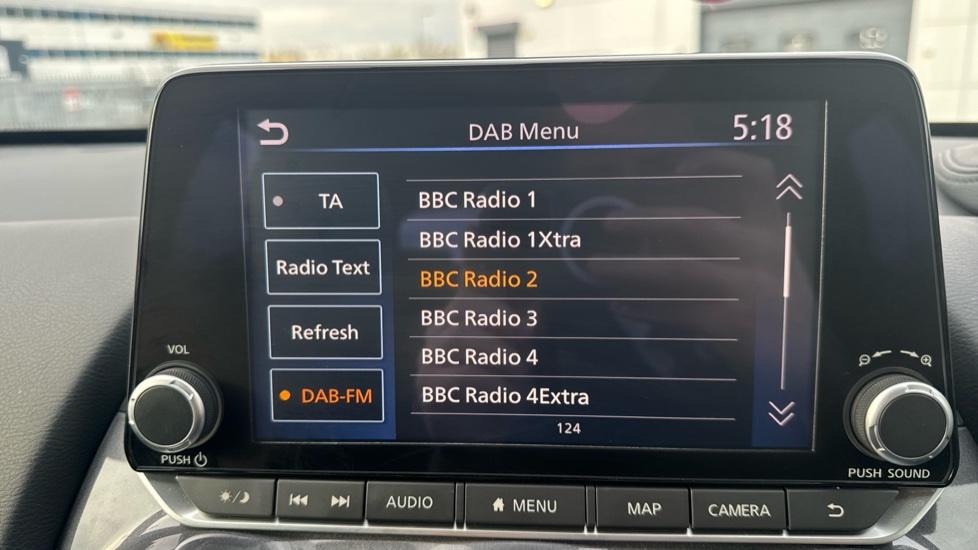 DAB Menu
5:18
TA
Radio Text
Refresh
DAB-FM
BBC Radio 1
BBC Radio 1Xtra
BBC Radio 2
BBC Radio 3
BBC Radio 4
BBC Radio 4Extra
124
VOL
PUSH
PUSH SOUND
AUDIO
MENU
MAP
CAMERA